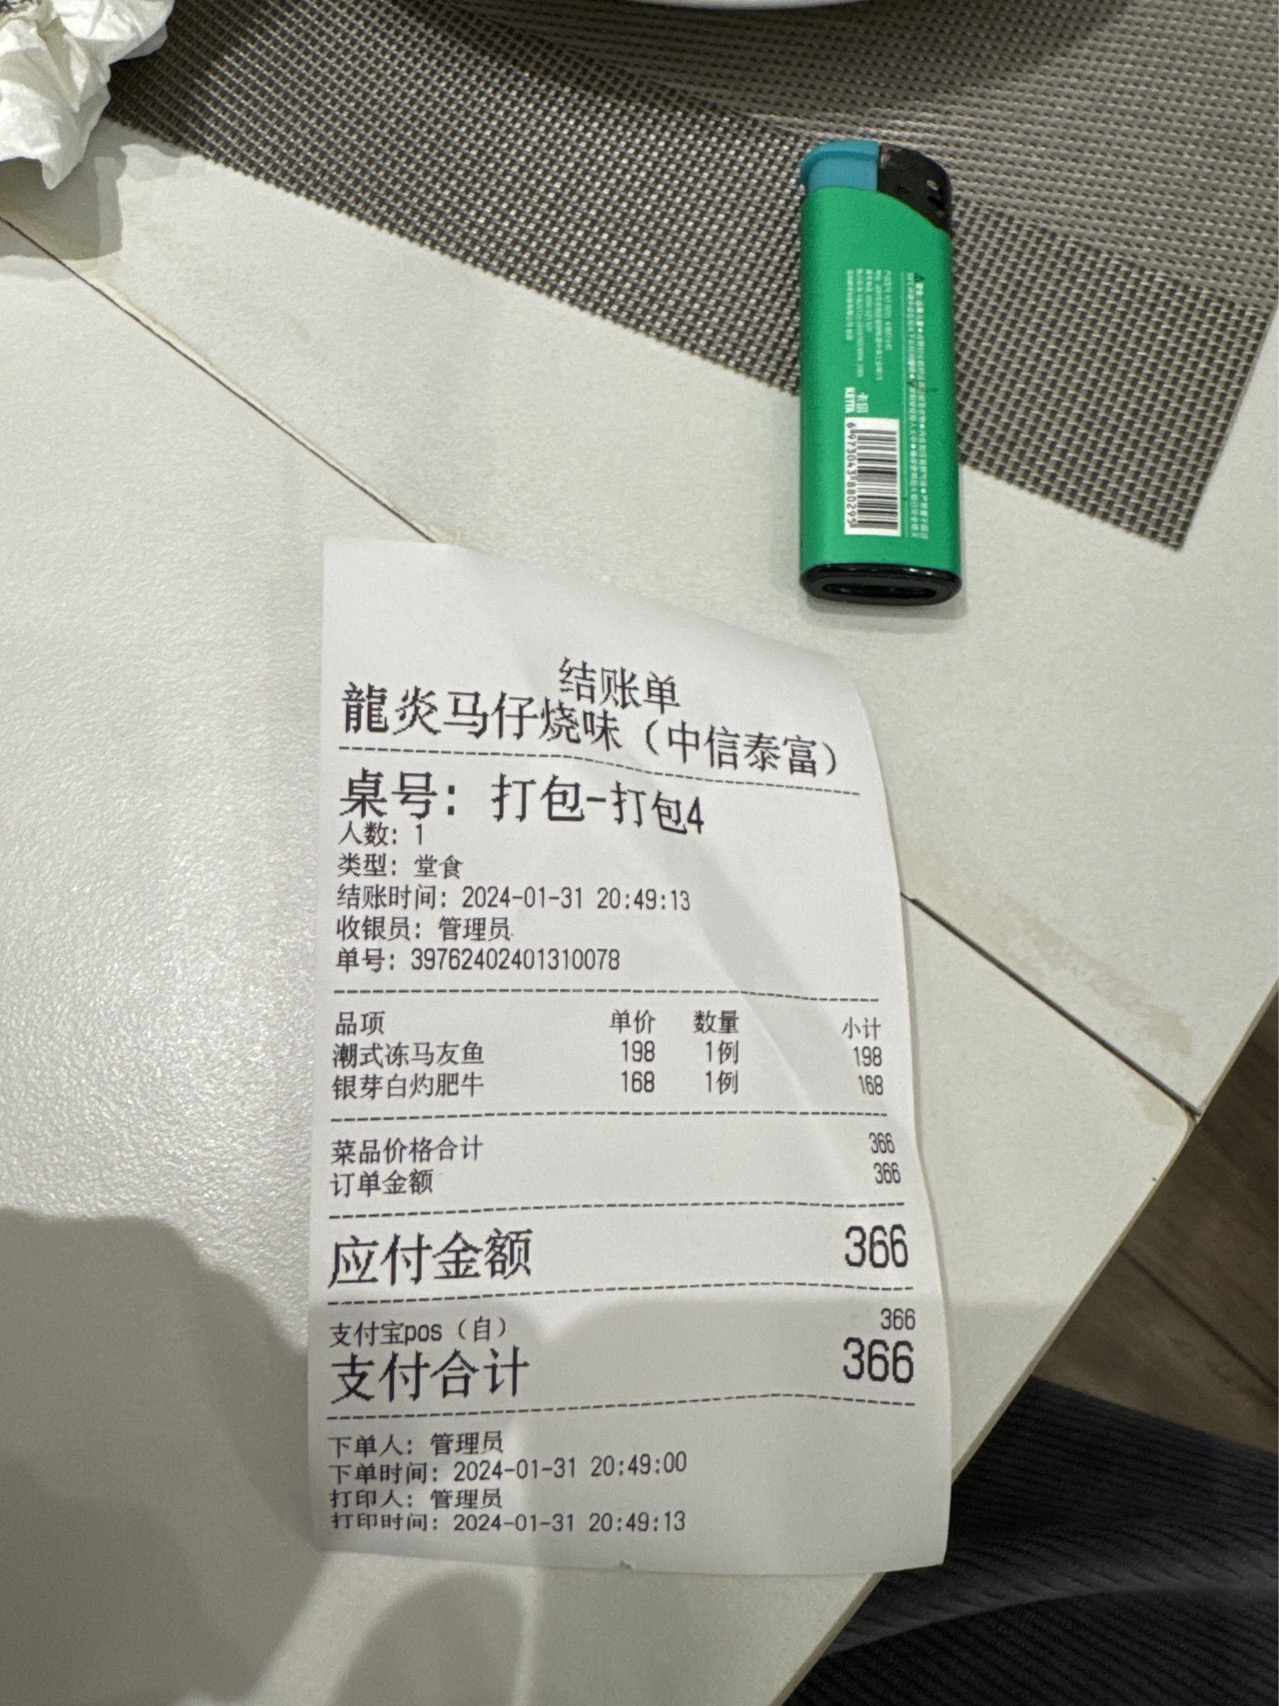 卡跶
KETTA
6973043880295
结账单
龍炎马仔烧味（中信泰富）
桌号：打包-打包4
人数：1
类型：堂食
结账时间：2024-01-31 20:49:13
收银员：管理员
单号：39762402401310078
品项 单价 数量 小计
潮式冻马友鱼 198 1例 198
银芽白灼肥牛 168 1例 168
菜品价格合计 366
订单金额 366
应付金额 366
支付宝pos（自） 366
支付合计 366
下单人：管理员
下单时间：2024-01-31 20:49:00
打印人：管理员
打印时间：2024-01-31 20:49:13